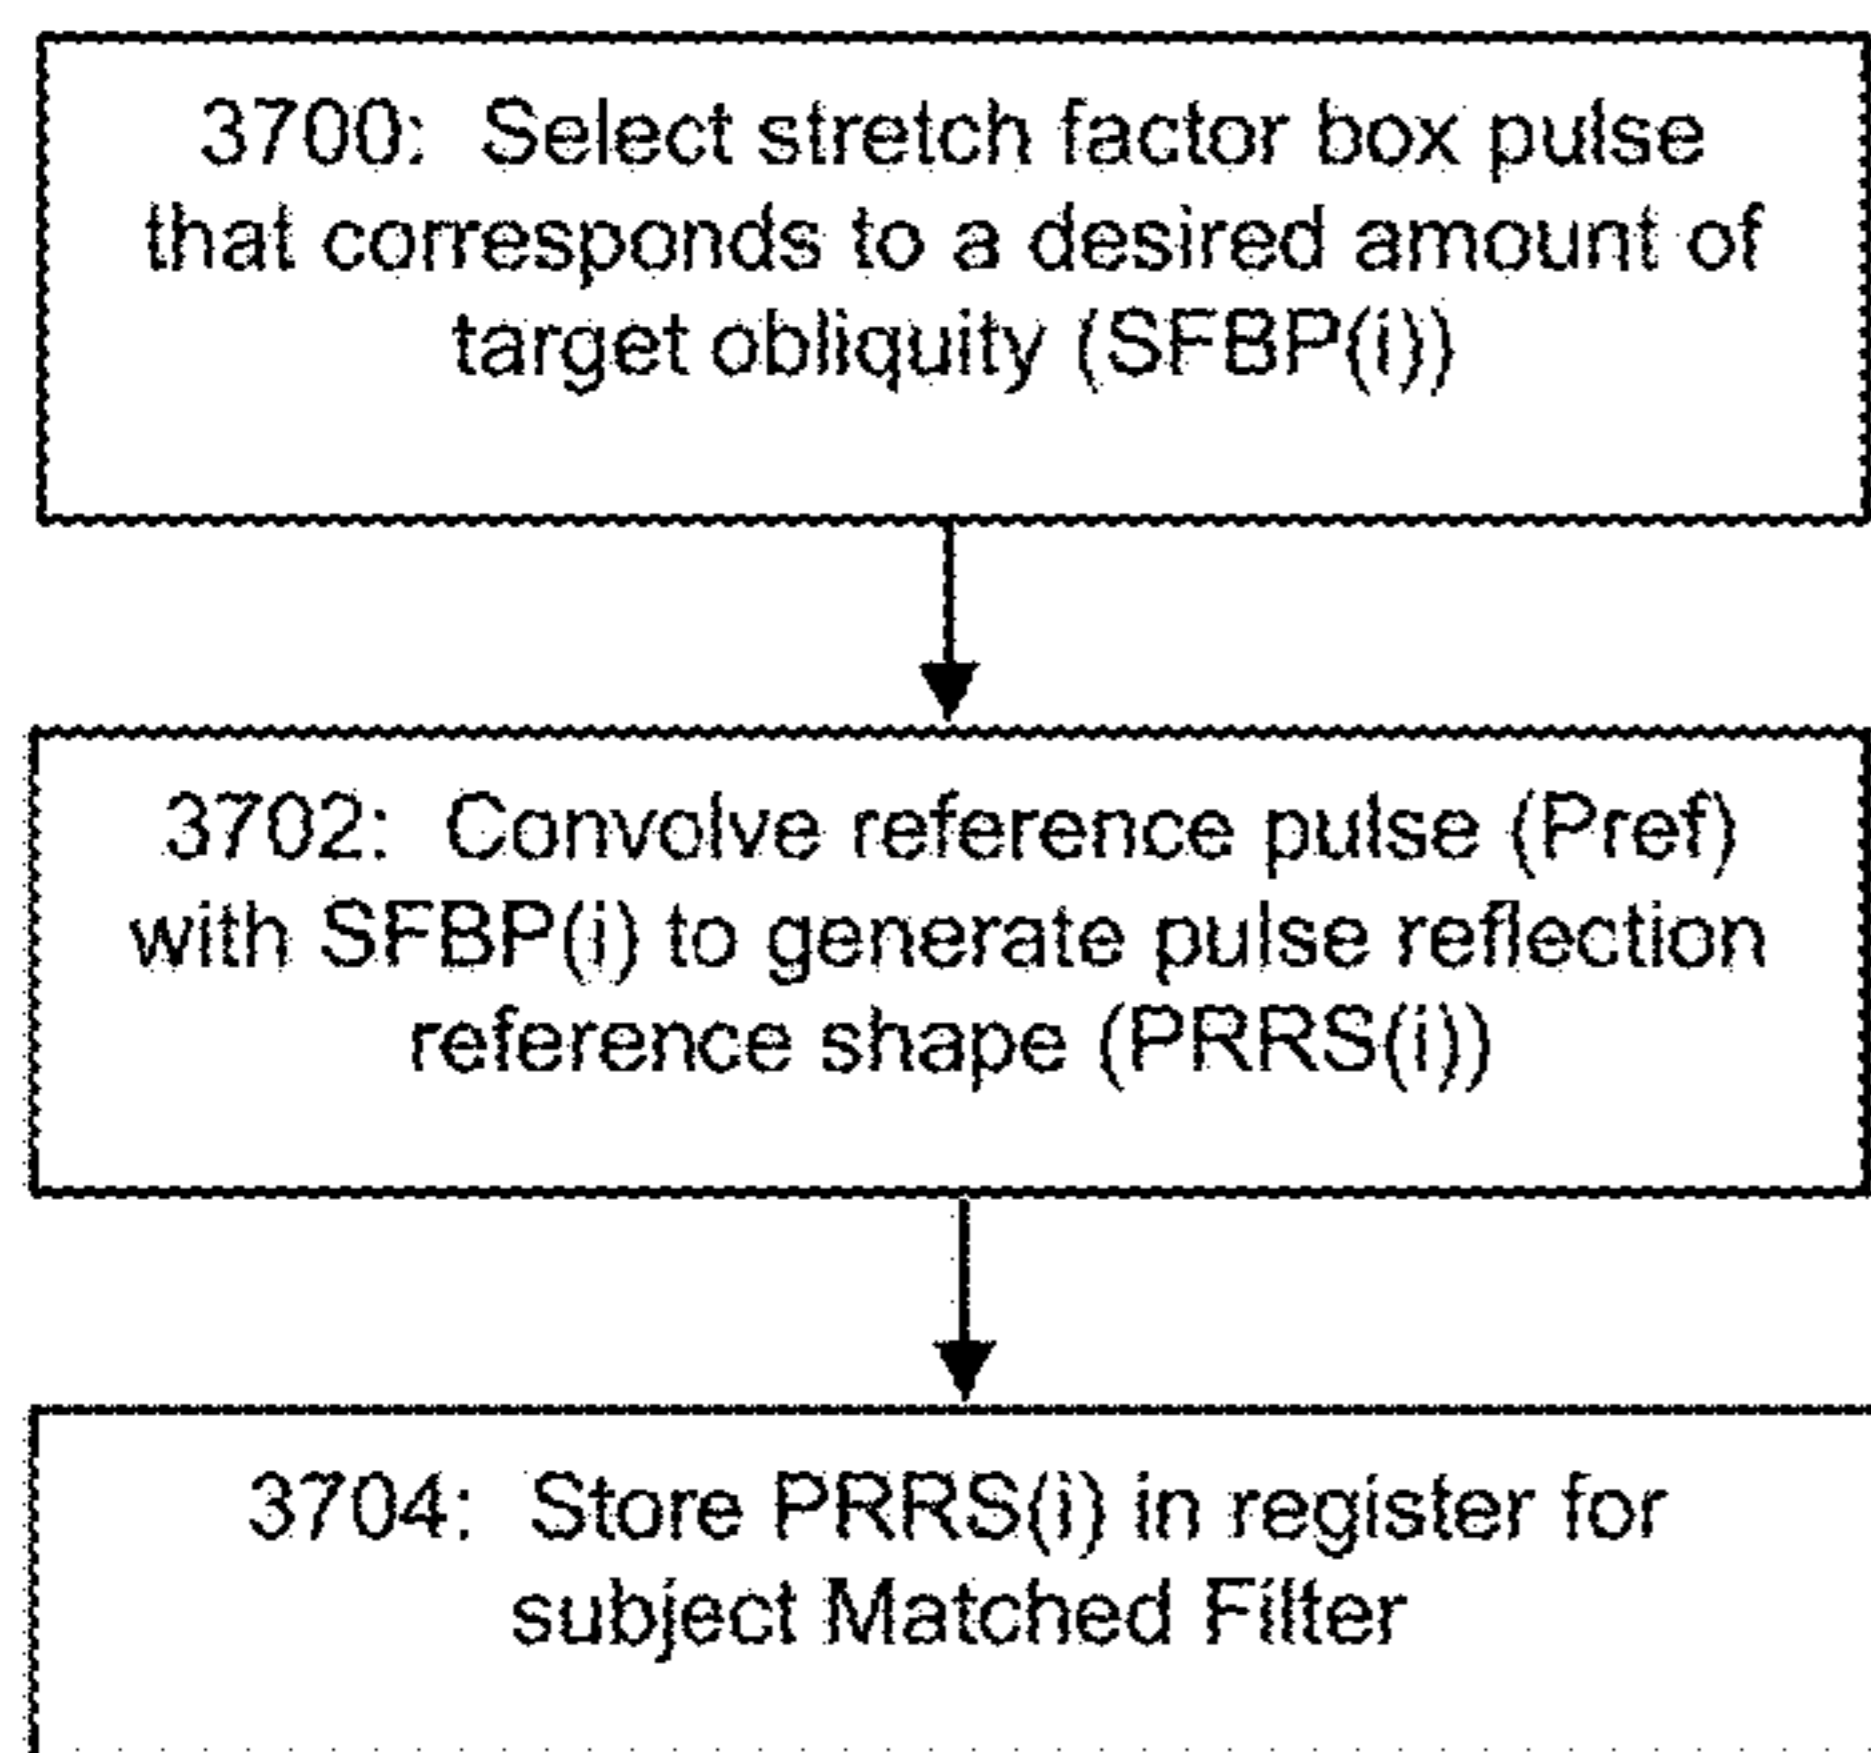 3700: Select stretch factor box pulse
that corresponds to a desired amount of
target obliquity (SFBP(i))
3702: Convolve reference pulse (Pref)
with SFBP(i) to generate pulse reflection
reference shape (PRRS(i))
3704: Store PRRS(i) in register for
subject Matched Filter